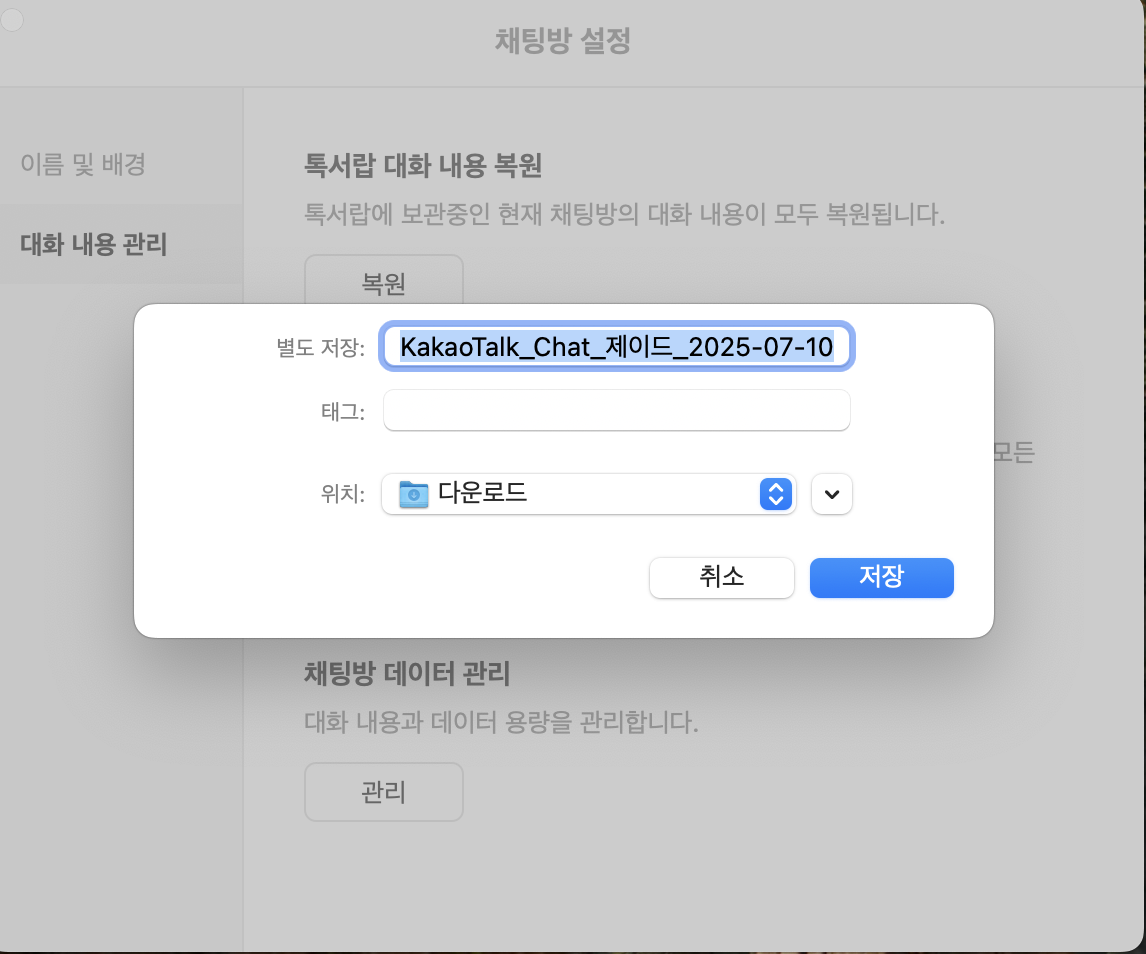 채팅방 설정
이름 및 배경
대화 내용 관리
톡서랍 대화 내용 복원
톡서랍에 보관중인 현재 채팅방의 대화 내용이 모두 복원됩니다.
복원
별도 저장: KakaoTalk_Chat_제이드_2025-07-10
태그:
모든
위치: 다운로드
취소 저장
채팅방 데이터 관리
대화 내용과 데이터 용량을 관리합니다.
관리